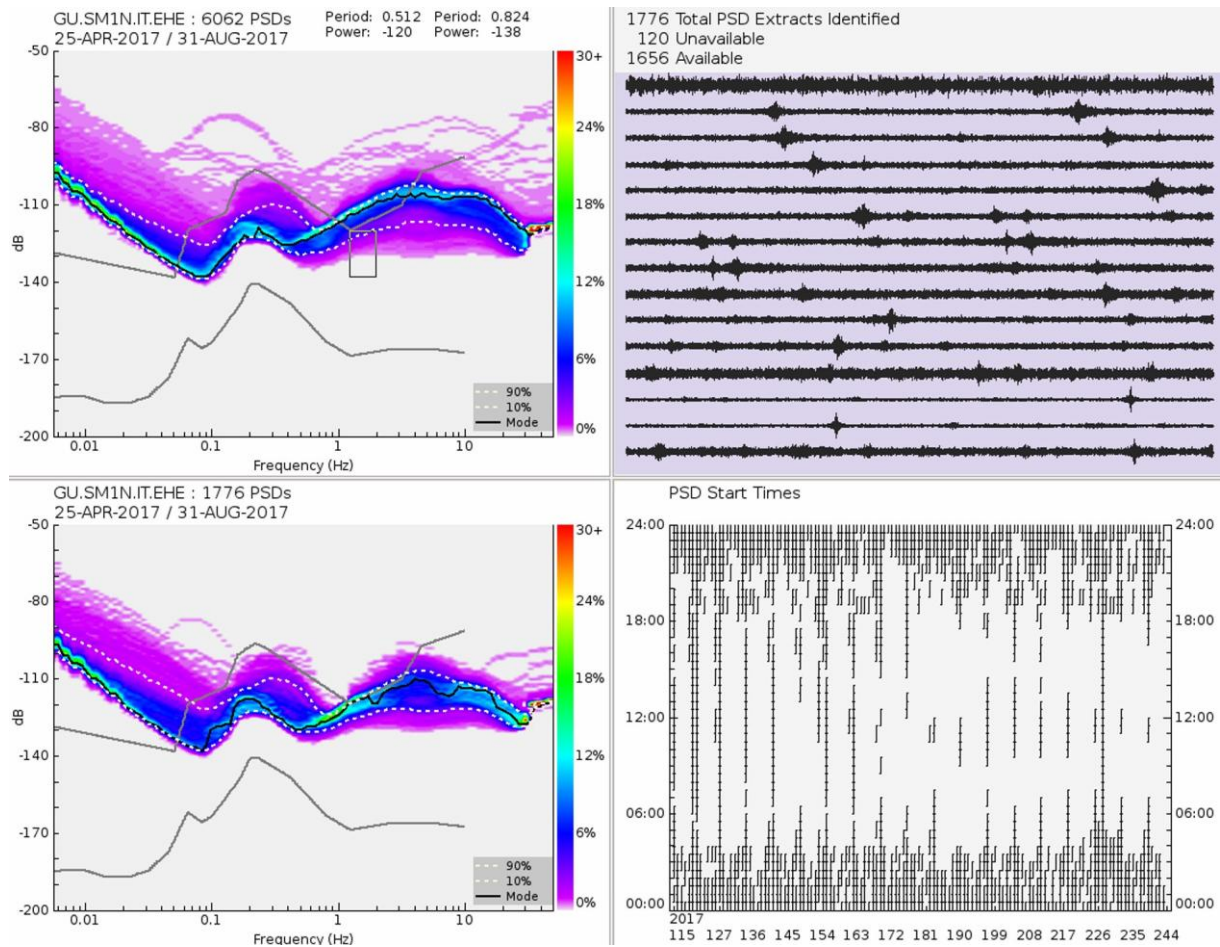 GU.SM1N.IT.EHE : 6062 PSDs
25-APR-2017 / 31-AUG-2017
Period: 0.512 Period: 0.824
Power: -120 Power: -138
-50
-80
-110
-140
-170
-200
dB
0.01 0.1 1 10
Frequency (Hz)
90%
10%
Mode
30+
24%
18%
12%
6%
0%
1776 Total PSD Extracts Identified
120 Unavailable
1656 Available
GU.SM1N.IT.EHE : 1776 PSDs
25-APR-2017 / 31-AUG-2017
-50
-80
-110
-140
-170
-200
dB
0.01 0.1 1 10
Frequency (Hz)
90%
10%
Mode
30+
24%
18%
12%
6%
0%
PSD Start Times
24:00 24:00
18:00 18:00
12:00 12:00
06:00 06:00
00:00 00:00
2017
115 127 136 145 154 163 172 181 190 199 208 217 226 235 244